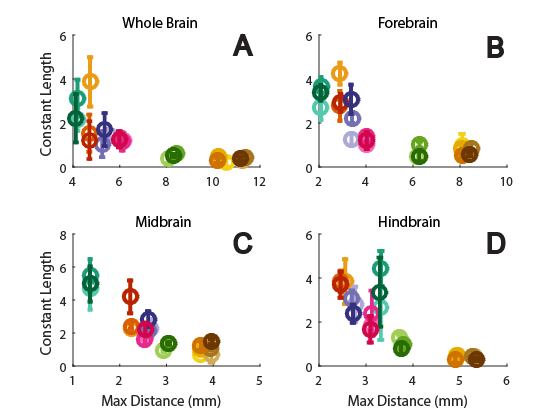 Whole Brain
A
Constant Length
6
4
2
0
4 6 8 10 12
Forebrain
B
6
4
2
0
2 4 6 8 10
Midbrain
C
Constant Length
8
6
4
2
0
1 2 3 4 5
Max Distance (mm)
Hindbrain
D
6
4
2
0
2 3 4 5 6
Max Distance (mm)